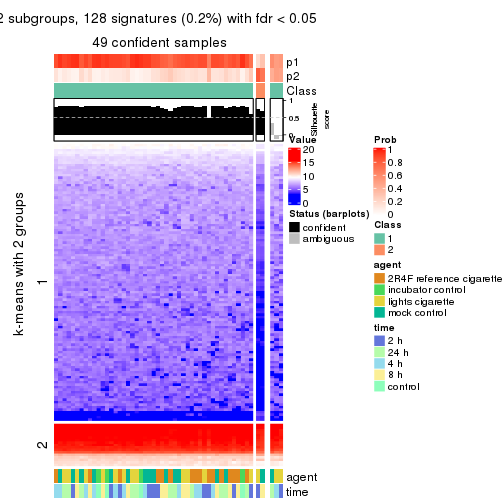 2 subgroups, 128 signatures (0.2%) with fdr < 0.05
49 confident samples
p1
p2
Class
1
0.5
0
Silhouette
score
k-means with 2 groups
1
2
agent
time
Value
20
15
10
5
0
Status (barplots)
confident
ambiguous
Prob
1
0.8
0.6
0.4
0.2
0
Class
1
2
agent
2R4F reference cigarette
incubator control
lights cigarette
mock control
time
2 h
24 h
4 h
8 h
control